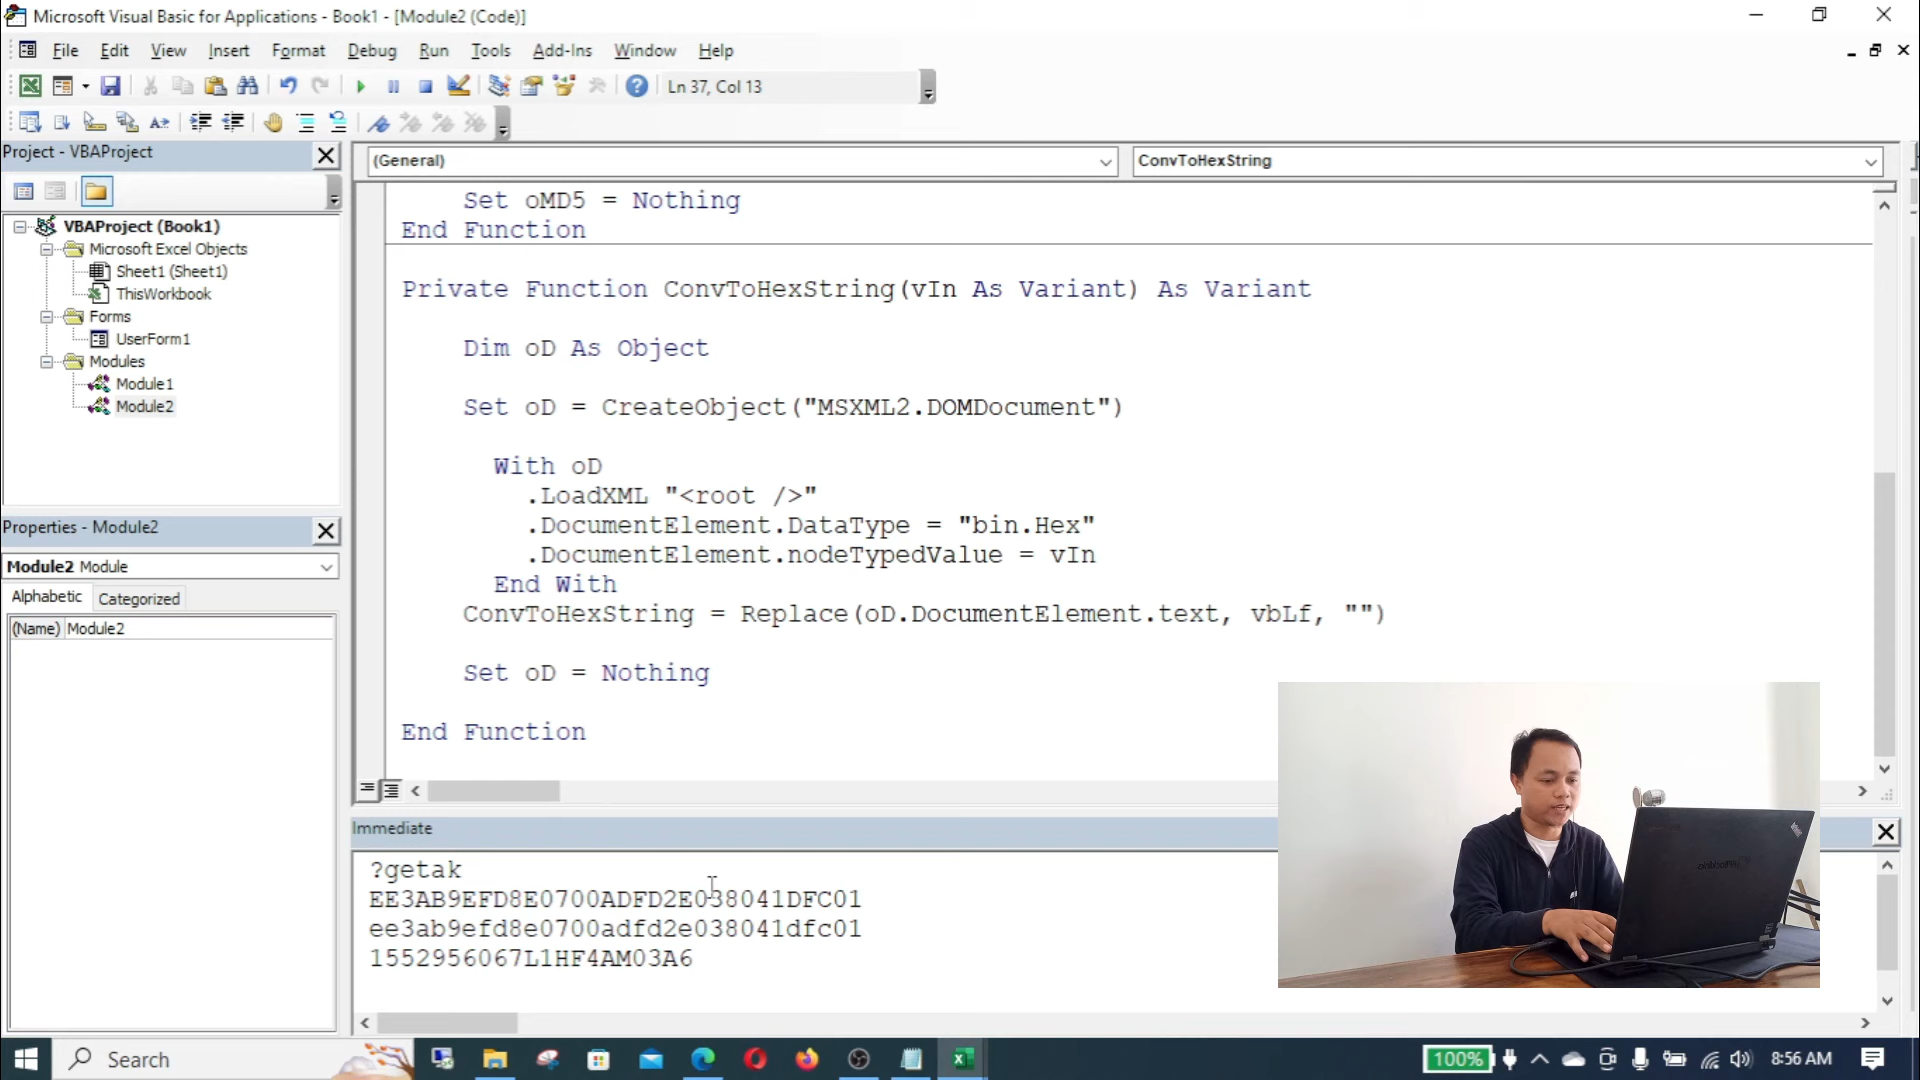 Microsoft Visual Basic for Applications - Book1 - [Module2 (Code)]
File Edit View Insert Format Debug Run Tools Add-Ins Window Help
Ln 37, Col 13
Project - VBAProject
VBAProject (Book1)
Microsoft Excel Objects
Sheet1 (Sheet1)
ThisWorkbook
Forms
UserForm1
Modules
Module1
Module2
Properties - Module2
Module2 Module
Alphabetic Categorized
(Name) Module2
(General) ConvToHexString
Set oMD5 = Nothing
End Function
Private Function ConvToHexString(vIn As Variant) As Variant
Dim oD As Object
Set oD = CreateObject("MSXML2.DOMDocument")
With oD
.LoadXML "<root />"
.DocumentElement.DataType = "bin.Hex"
.DocumentElement.nodeTypedValue = vIn
End With
ConvToHexString = Replace(oD.DocumentElement.text, vbLf, "")
Set oD = Nothing
End Function
Immediate
?getak
EE3AB9EFD8E0700ADFD2E038041DFC01
ee3ab9efd8e0700adfd2e038041dfc01
1552956067L1HF4AM03A6
Search
100%
8:56 AM